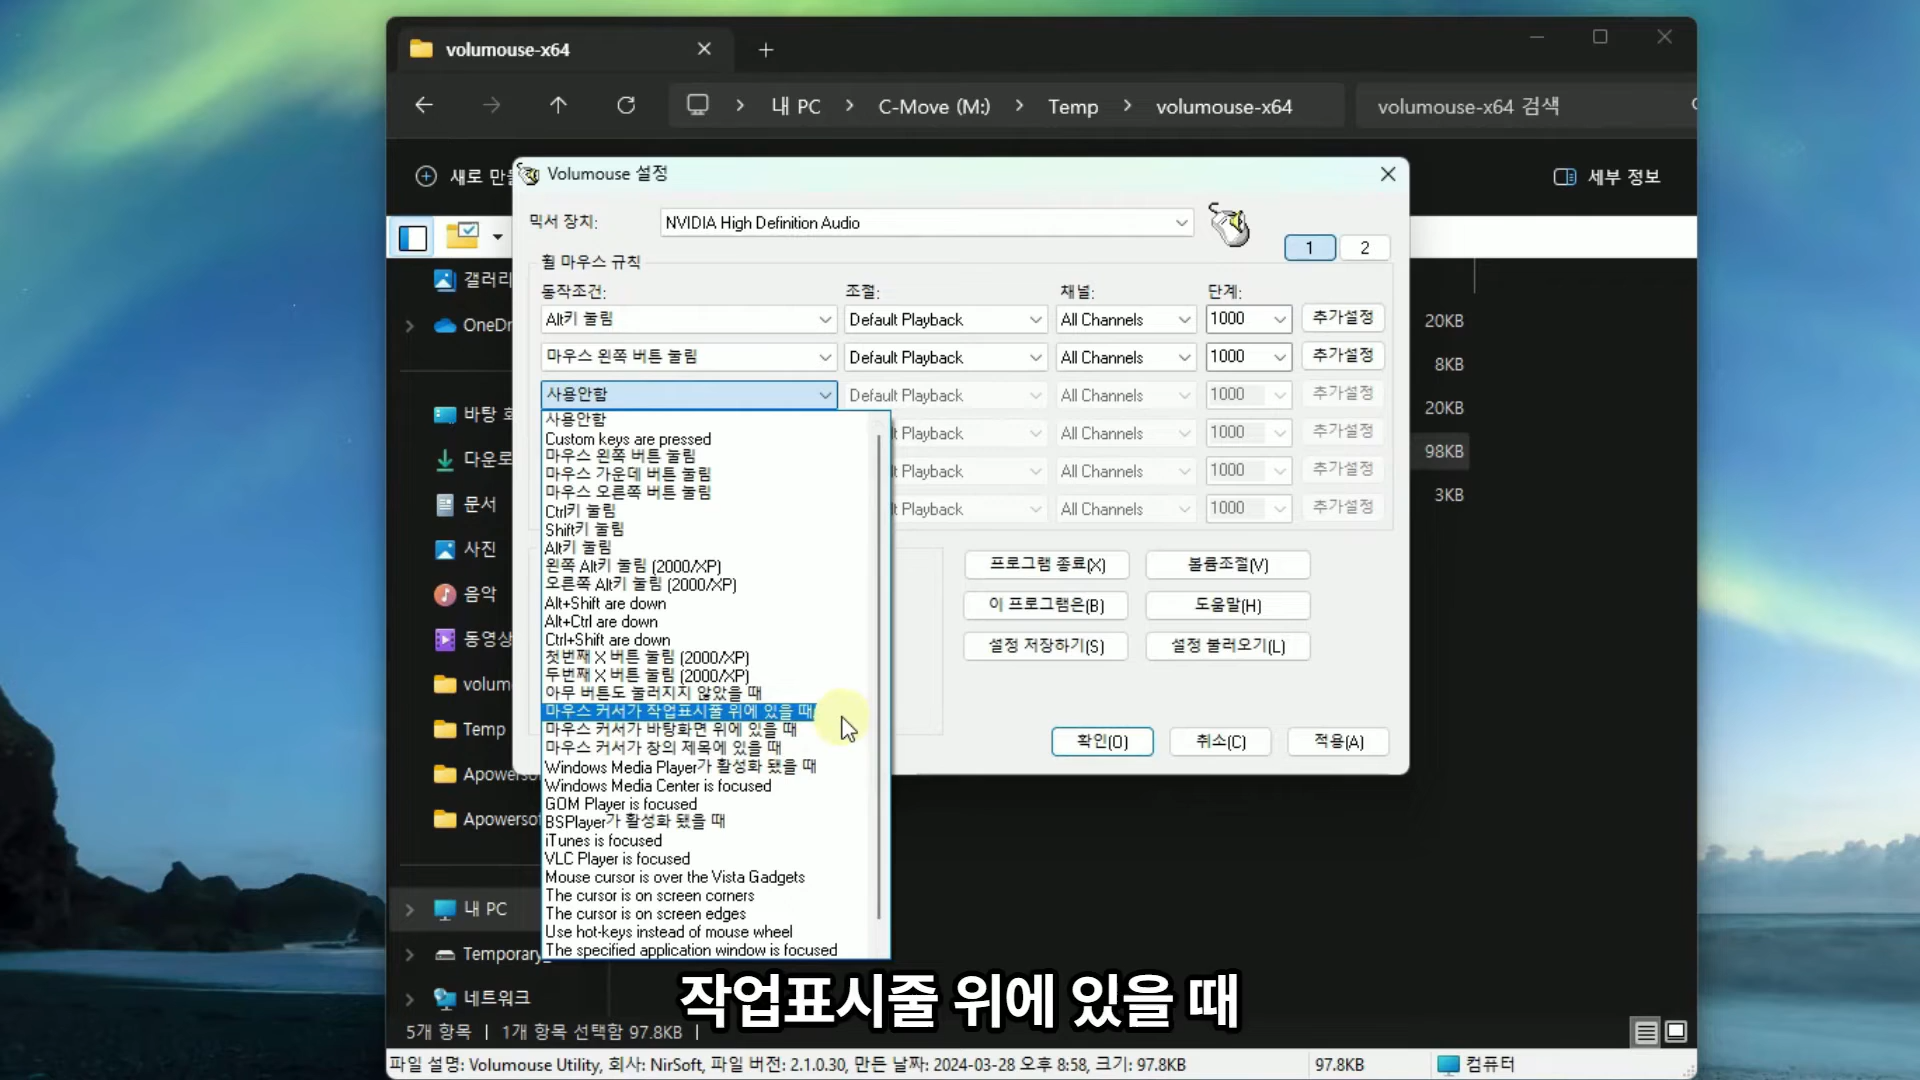 volumouse-x64
내 PC > C-Move (M:) > Temp > volumouse-x64
volumouse-x64 검색
새로 만들
세부 정보
Volumouse 설정
믹서 장치:
NVIDIA High Definition Audio
1
2
휠 마우스 규칙
동작조건:
조절:
채널:
단계:
Alt키 눌림
Default Playback
All Channels
1000
추가설정
마우스 왼쪽 버튼 눌림
Default Playback
All Channels
1000
추가설정
사용안함
Default Playback
All Channels
1000
추가설정
t Playback
All Channels
1000
추가설정
t Playback
All Channels
1000
추가설정
t Playback
All Channels
1000
추가설정
사용안함
Custom keys are pressed
마우스 왼쪽 버튼 눌림
마우스 가운데 버튼 눌림
마우스 오른쪽 버튼 눌림
Ctrl키 눌림
Shift키 눌림
Alt키 눌림
왼쪽 Alt키 눌림 (2000/XP)
오른쪽 Alt키 눌림 (2000/XP)
Alt+Shift are down
Alt+Ctrl are down
Ctrl+Shift are down
첫번째 X 버튼 눌림 (2000/XP)
두번째 X 버튼 눌림 (2000/XP)
아무 버튼도 눌러지지 않았을 때
마우스 커서가 작업표시줄 위에 있을 때
마우스 커서가 바탕화면 위에 있을 때
마우스 커서가 창의 제목에 있을 때
Windows Media Player가 활성화 됐을 때
Windows Media Center is focused
GOM Player is focused
BSPlayer가 활성화 됐을 때
iTunes is focused
VLC Player is focused
Mouse cursor is over the Vista Gadgets
The cursor is on screen corners
The cursor is on screen edges
Use hot-keys instead of mouse wheel
The specified application window is focused
프로그램 종료(X)
볼륨조절(V)
이 프로그램은(B)
도움말(H)
설정 저장하기(S)
설정 불러오기(L)
확인(O)
취소(C)
적용(A)
갤러리
OneDr
바탕 화
다운로
문서
사진
음악
동영상
volum
Temp
Apowerso
Apowersot
내 PC
Temporary_
네트워크
20KB
8KB
20KB
98KB
3KB
작업표시줄 위에 있을 때
5개 항목 | 1개 항목 선택함 97.8KB |
파일 설명: Volumouse Utility, 회사: NirSoft, 파일 버전: 2.1.0.30, 만든 날짜: 2024-03-28 오후 8:58, 크기: 97.8KB
97.8KB
컴퓨터